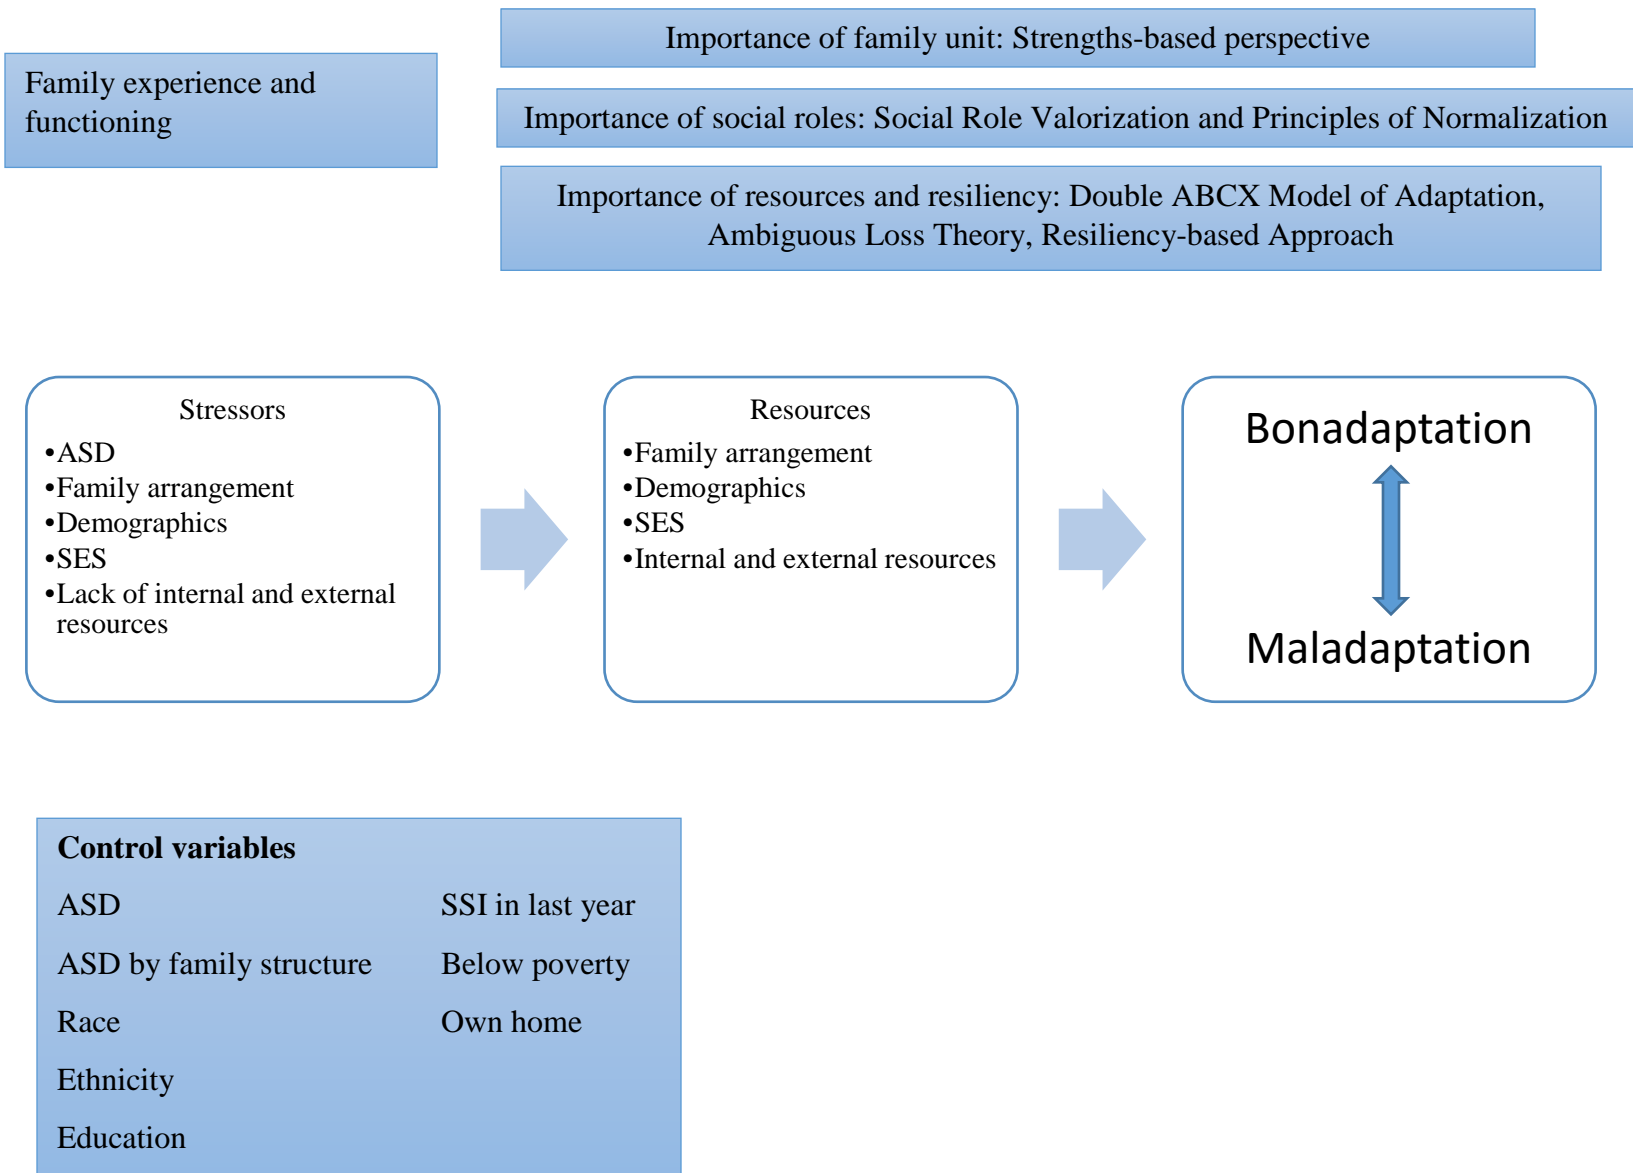 Family experience and
functioning
Importance of family unit: Strengths-based perspective
Importance of social roles: Social Role Valorization and Principles of Normalization
Importance of resources and resiliency: Double ABCX Model of Adaptation,
Ambiguous Loss Theory, Resiliency-based Approach
Stressors
•ASD
•Family arrangement
•Demographics
•SES
•Lack of internal and external
resources
Resources
•Family arrangement
•Demographics
•SES
•Internal and external resources
Bonadaptation
Maladaptation
Control variables
ASD
ASD by family structure
Race
Ethnicity
Education
SSI in last year
Below poverty
Own home